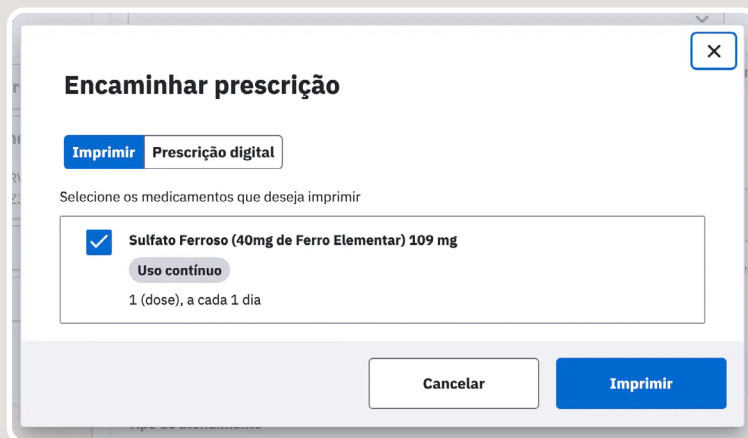 Encaminhar prescrição
Imprimir Prescrição digital
Selecione os medicamentos que deseja imprimir
Sulfato Ferroso (40mg de Ferro Elementar) 109 mg
Uso contínuo
1 (dose), a cada 1 dia
Cancelar Imprimir